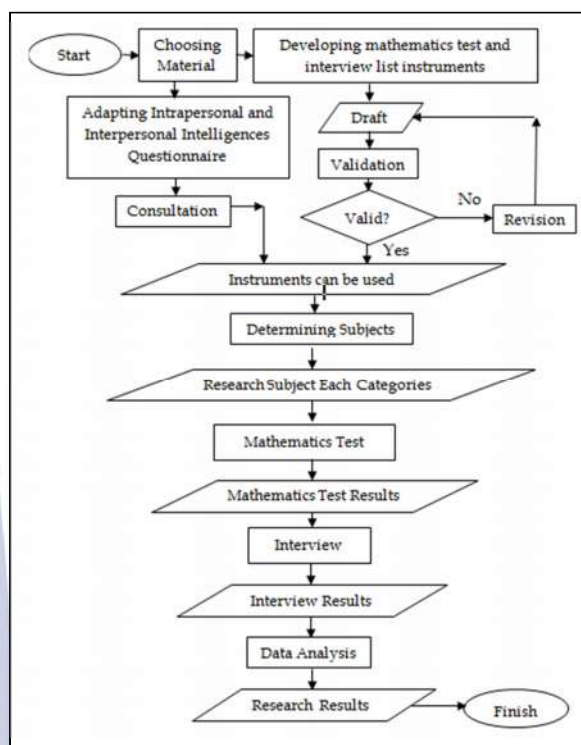 Start
Choosing
Material
Developing mathematics test and
interview list instruments
Adapting Intrapersonal and
Interpersonal Intelligences
Questionnaire
Draft
Validation
Consultation
Valid?
No
Revision
Yes
Instruments can be used
Determining Subjects
Research Subject Each Categories
Mathematics Test
Mathematics Test Results
Interview
Interview Results
Data Analysis
Research Results
Finish